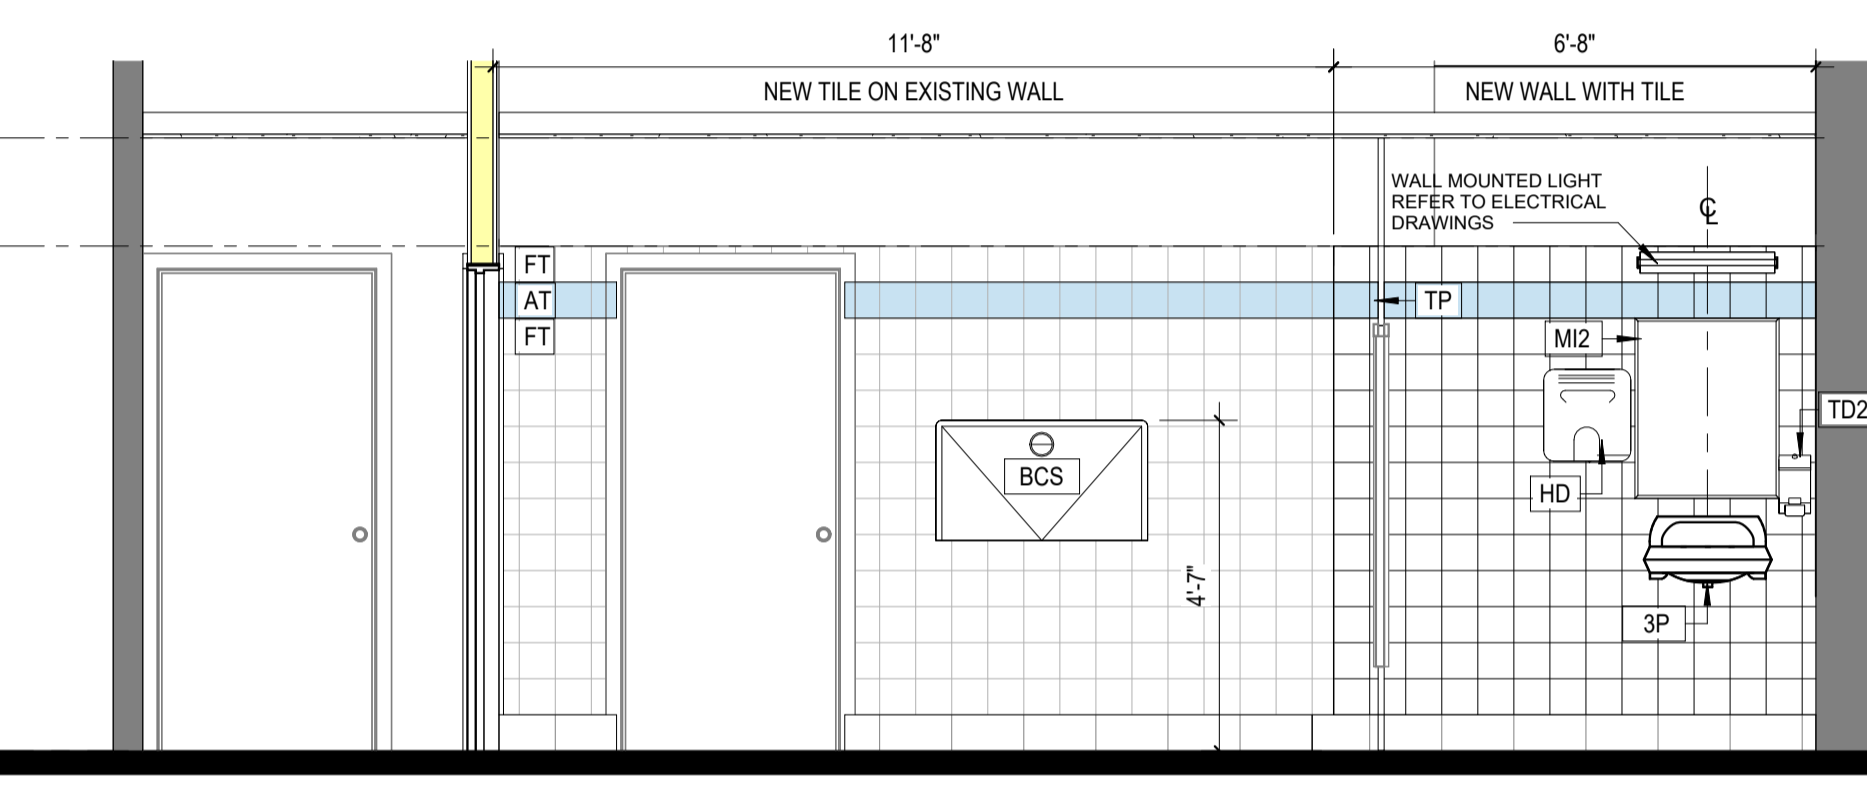 11'-8"
6'-8"
NEW TILE ON EXISTING WALL
NEW WALL WITH TILE
WALL MOUNTED LIGHT
REFER TO ELECTRICAL
DRAWINGS
℄
FT
AT
FT
TP
MI2
TD2
BCS
HD
4'-7"
3P